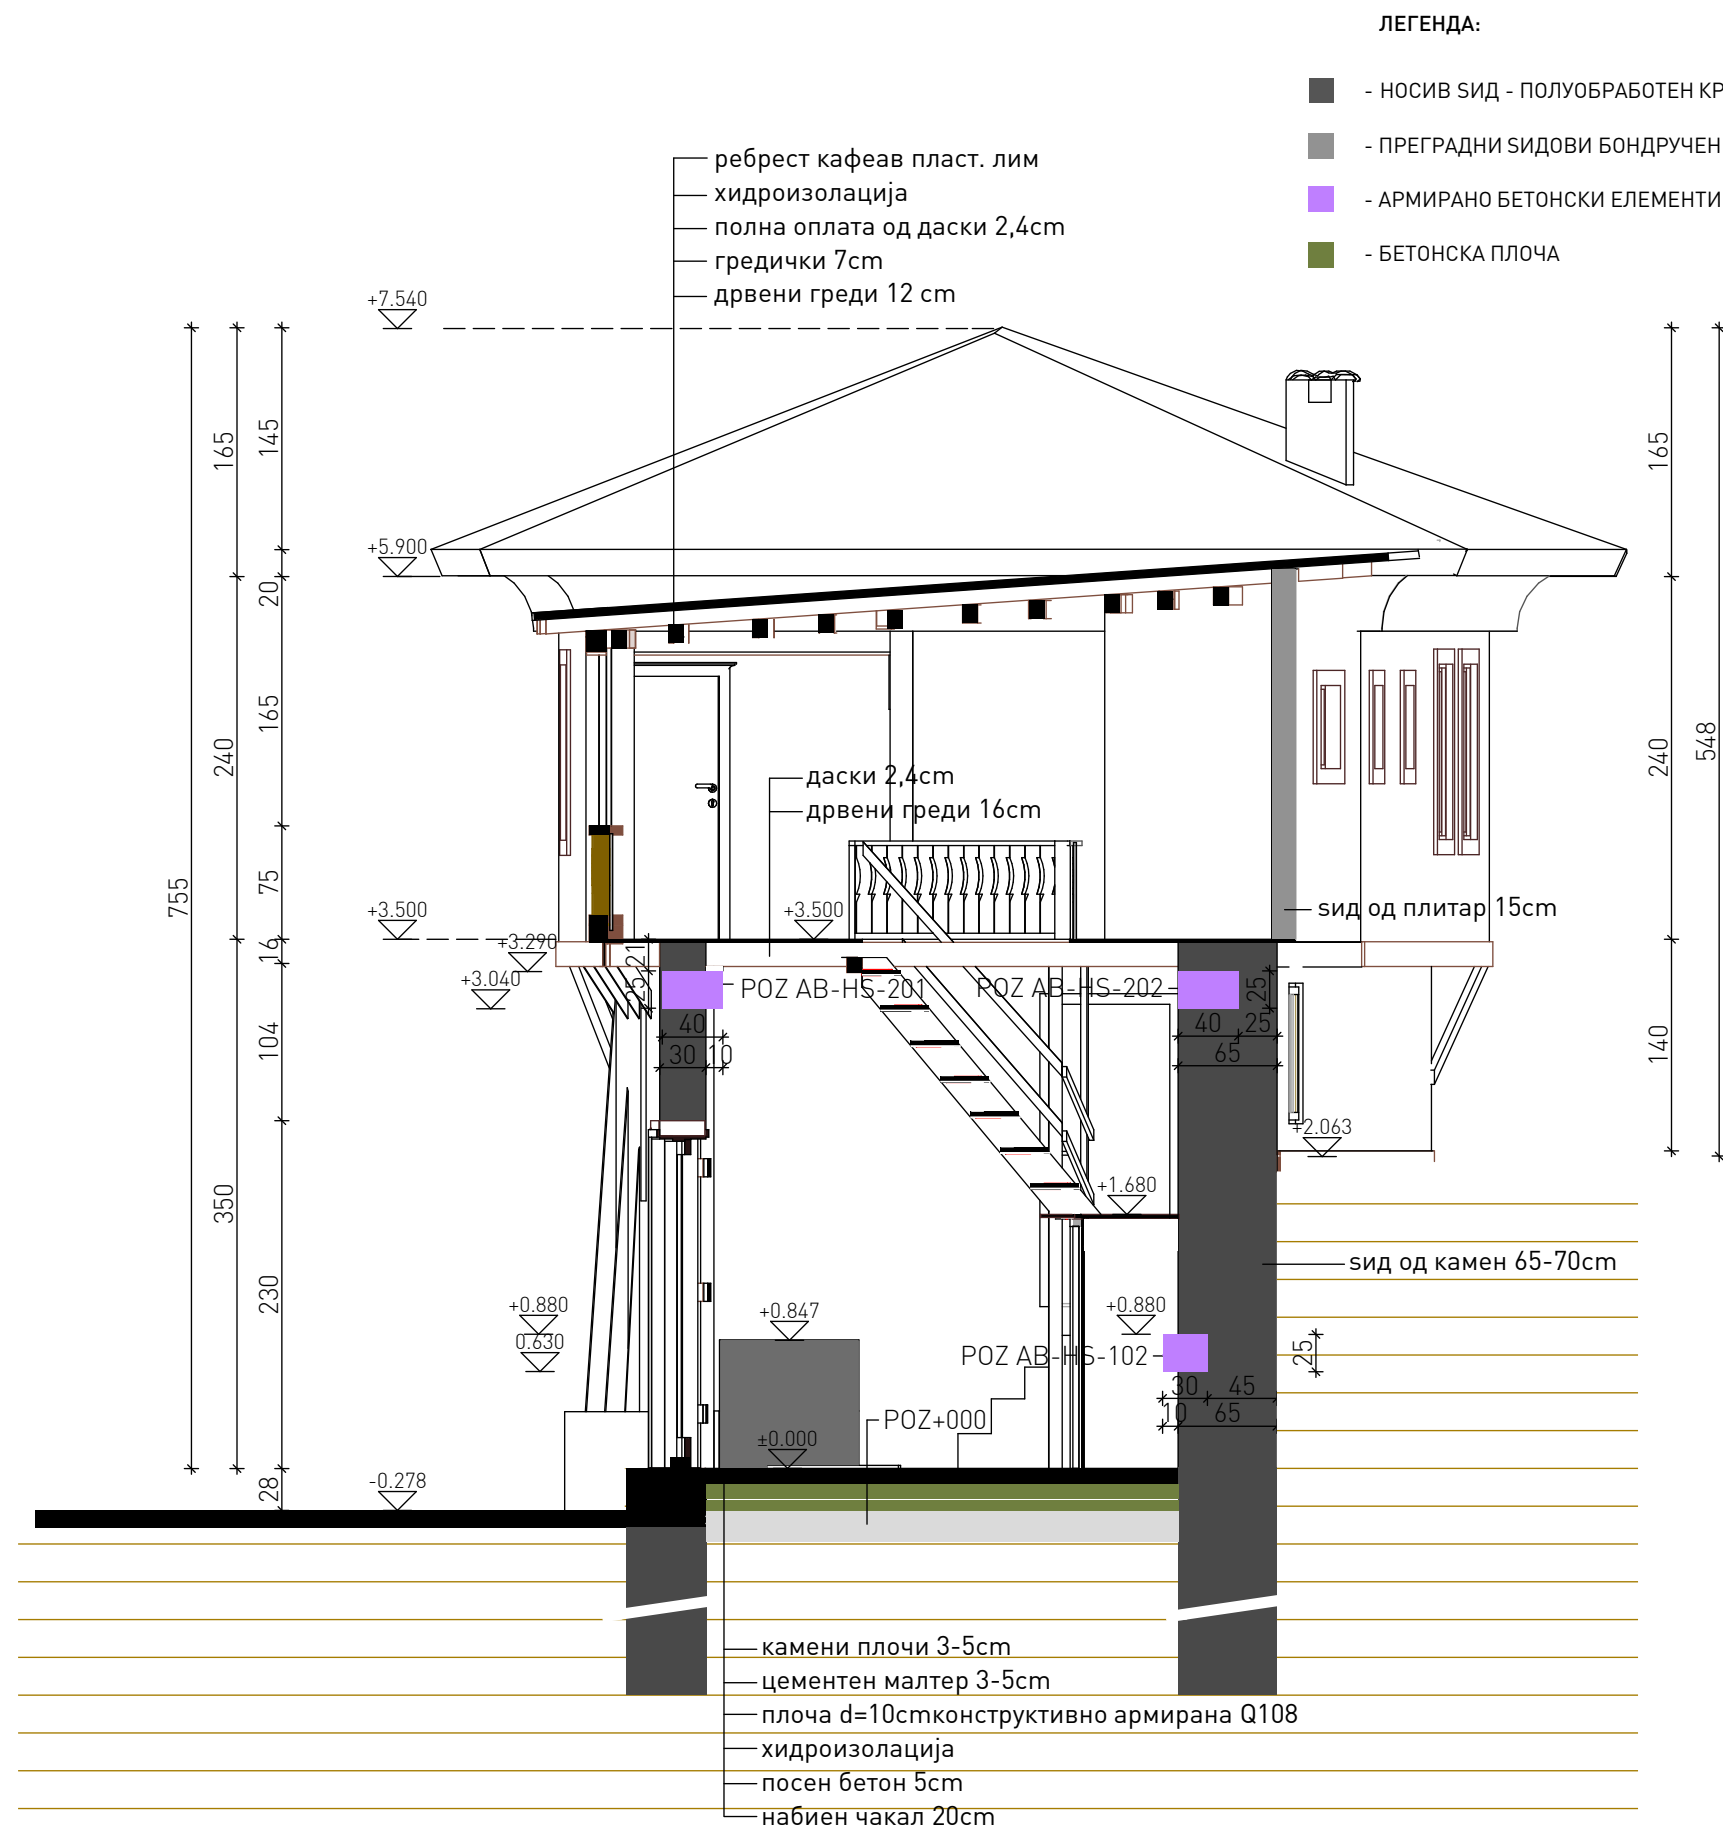 ЛЕГЕНДА:
- НОСИВ ЅИД - ПОЛУОБРАБОТЕН КР
- ПРЕГРАДНИ ЅИДОВИ БОНДРУЧЕН
- АРМИРАНО БЕТОНСКИ ЕЛЕМЕНТИ
- БЕТОНСКА ПЛОЧА
ребрест кафеав пласт. лим
хидроизолација
полна оплата од даски 2,4cm
гредички 7cm
дрвени греди 12 cm
+7.540
165
145
165
+5.900
20
165
240
240
548
даски 2,4cm
дрвени греди 16cm
755
75
+3.500
+3.500
ѕид од плитар 15cm
16
+3.290
21
+3.040
25
POZ AB-HS-201
POZ AB-HS-202
25
104
40
30
10
40
25
65
140
+2.063
+1.680
350
230
ѕид од камен 65-70cm
+0.880
0.630
+0.847
+0.880
POZ AB-HS-102
25
30
45
10
65
POZ+000
±0.000
28
-0.278
камени плочи 3-5cm
цементен малтер 3-5cm
плоча d=10cmконструктивно армирана Q108
хидроизолација
посен бетон 5cm
набиен чакал 20cm